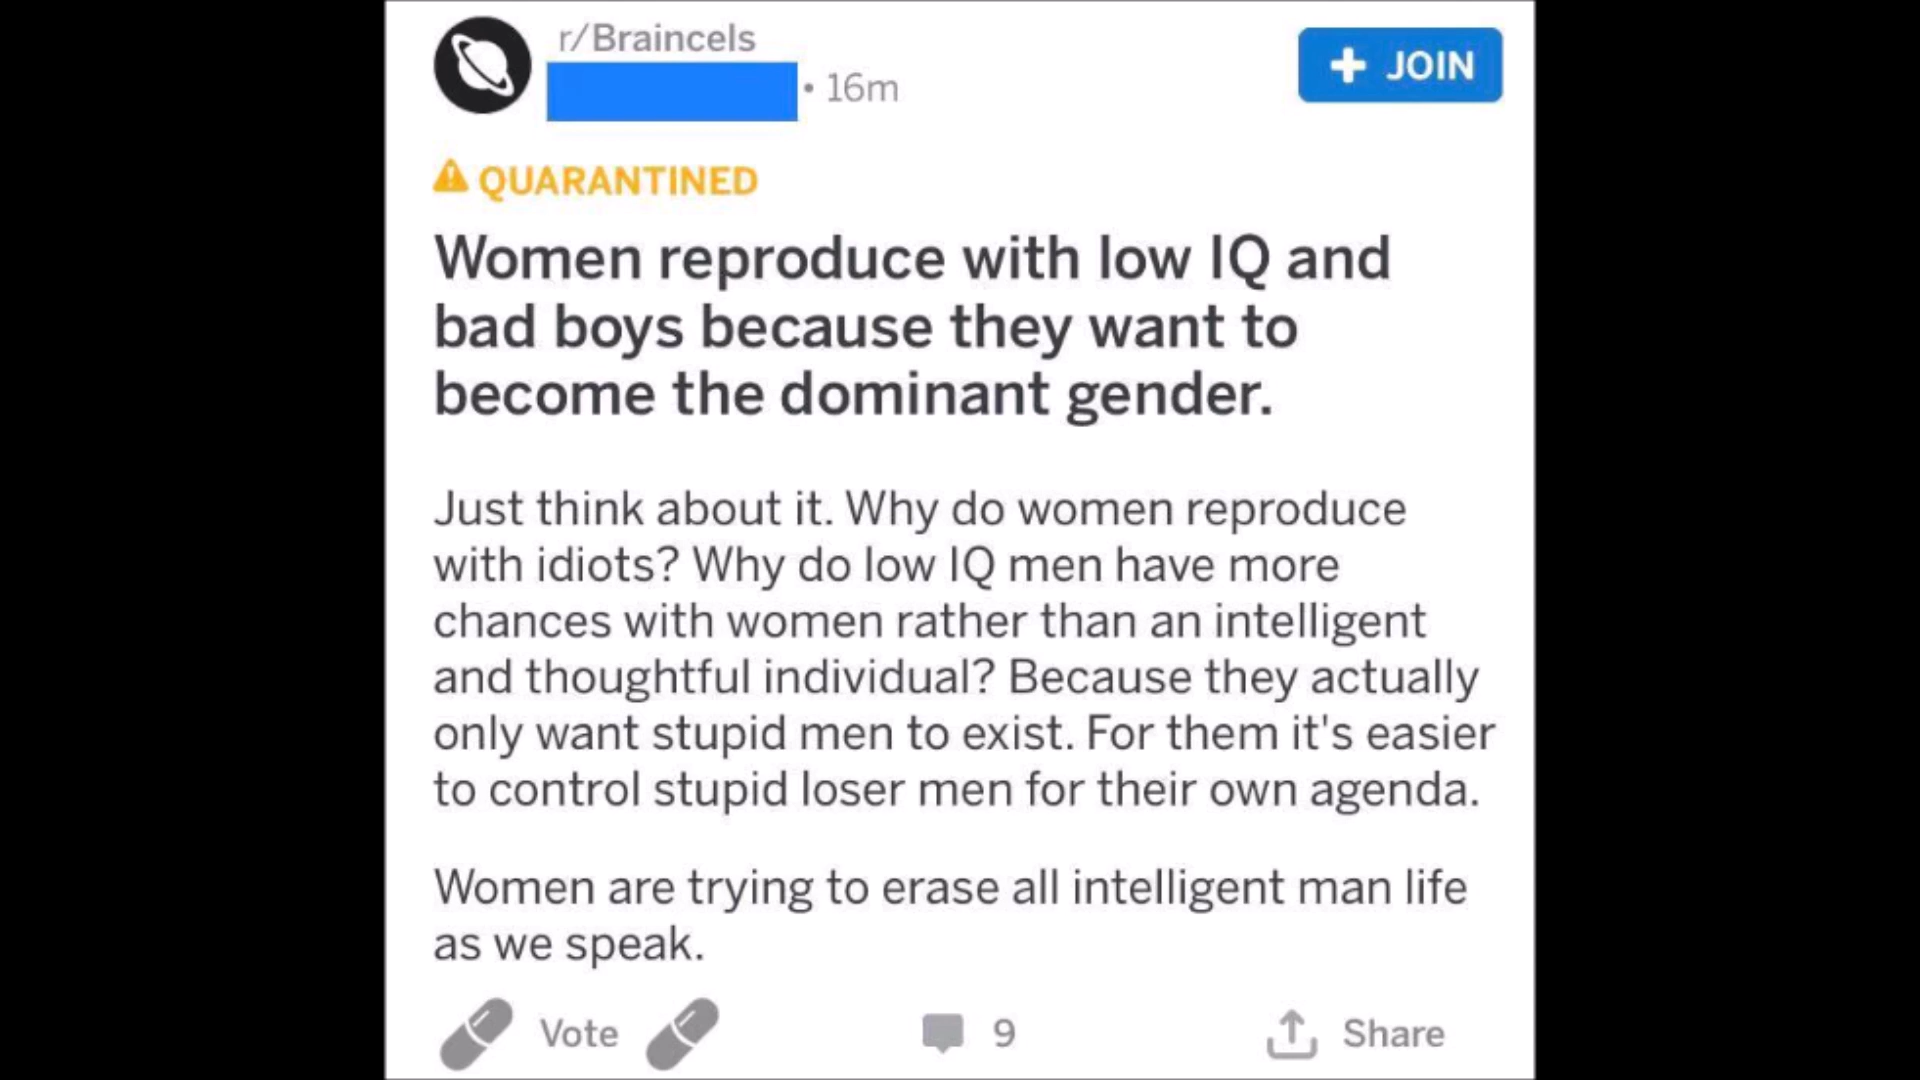 r/Braincels
• 16m
+ JOIN
QUARANTINED
Women reproduce with low IQ and
bad boys because they want to
become the dominant gender.
Just think about it. Why do women reproduce
with idiots? Why do low IQ men have more
chances with women rather than an intelligent
and thoughtful individual? Because they actually
only want stupid men to exist. For them it's easier
to control stupid loser men for their own agenda.
Women are trying to erase all intelligent man life
as we speak.
Vote
9
Share